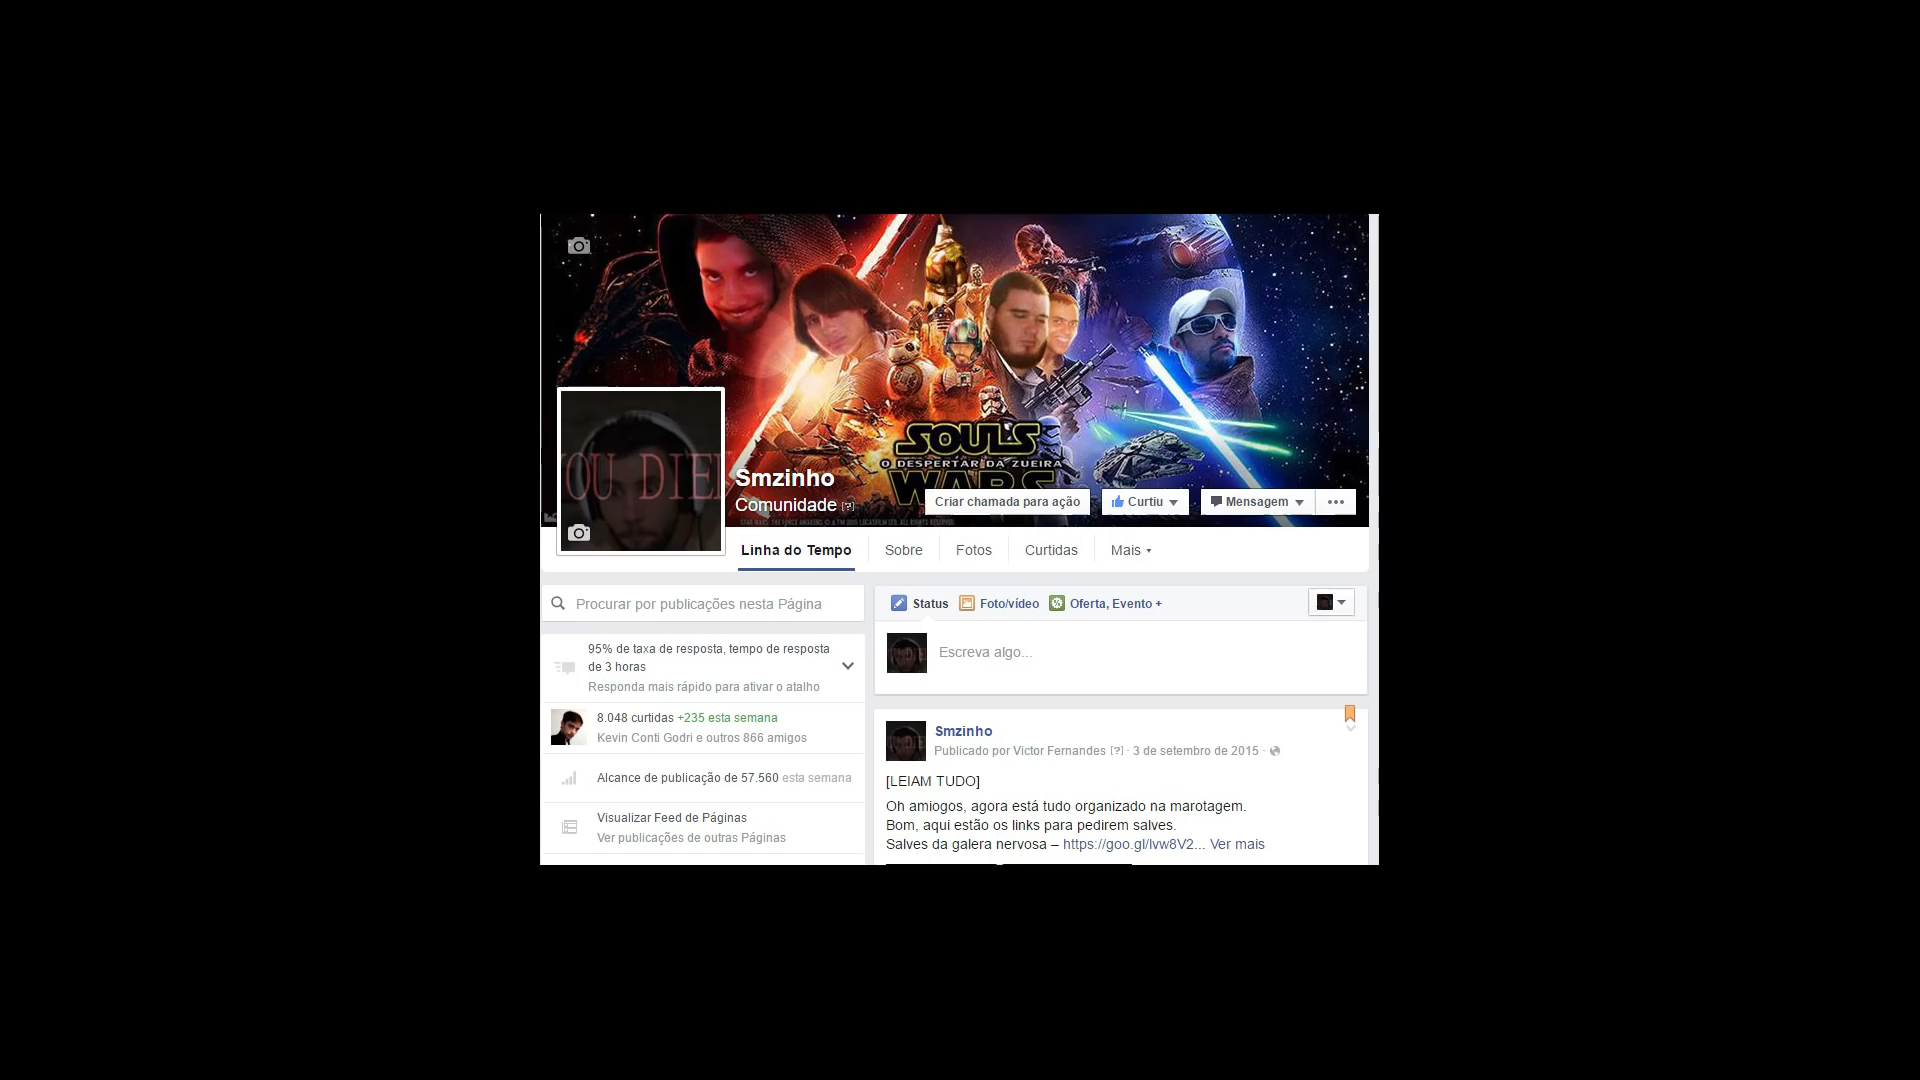 SOULS
O DESPERTAR DA ZUEIRA
WARS
YOU DIED
Smzinho
Comunidade [?]
Criar chamada para ação
Curtiu
Mensagem
Linha do Tempo
Sobre
Fotos
Curtidas
Mais
Procurar por publicações nesta Página
95% de taxa de resposta, tempo de resposta
de 3 horas
Responda mais rápido para ativar o atalho
8.048 curtidas +235 esta semana
Kevin Conti Godri e outros 866 amigos
Alcance de publicação de 57.560 esta semana
Visualizar Feed de Páginas
Ver publicações de outras Páginas
Status
Foto/vídeo
Oferta, Evento +
Escreva algo...
Smzinho
Publicado por Victor Fernandes [?] · 3 de setembro de 2015 ·
[LEIAM TUDO]
Oh amiogos, agora está tudo organizado na marotagem.
Bom, aqui estão os links para pedirem salves.
Salves da galera nervosa – https://goo.gl/Ivw8V2... Ver mais